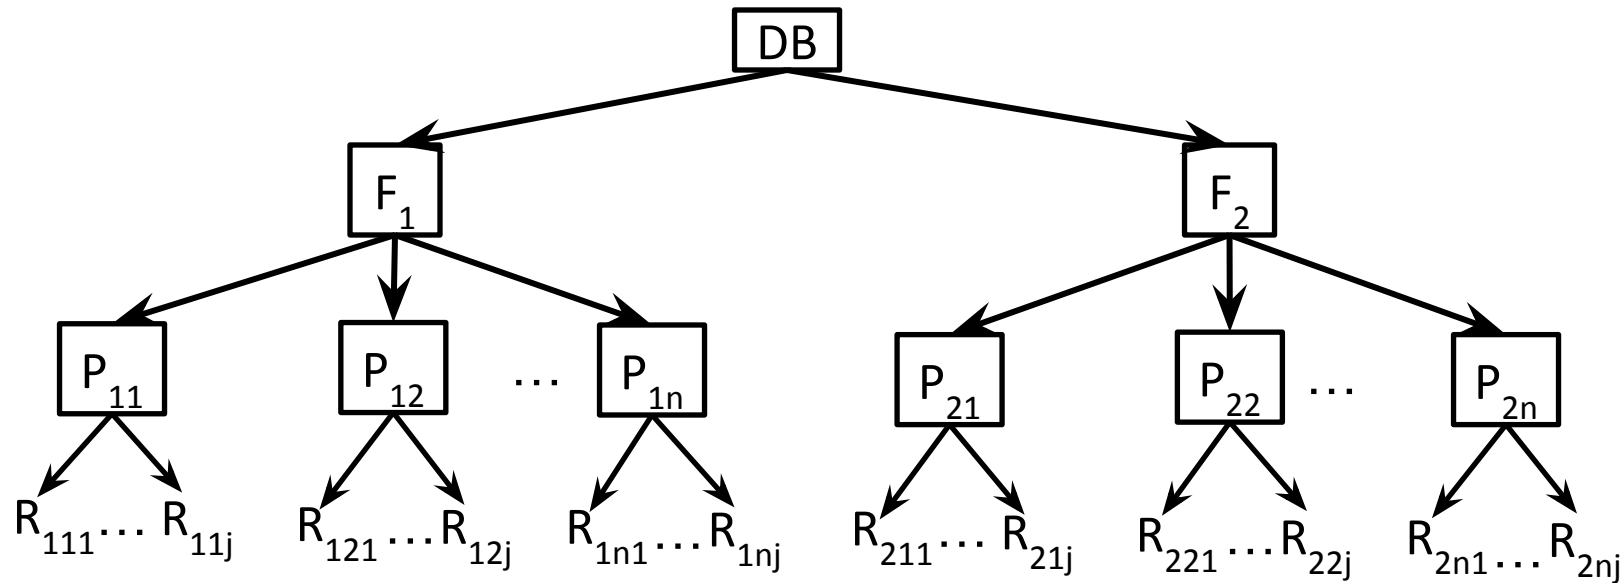 DB
F1 F2
P11 P12 ... P1n P21 P22 ... P2n
R111 ... R11j R121 ... R12j R1n1 ... R1nj R211 ... R21j R221 ... R22j R2n1 ... R2nj